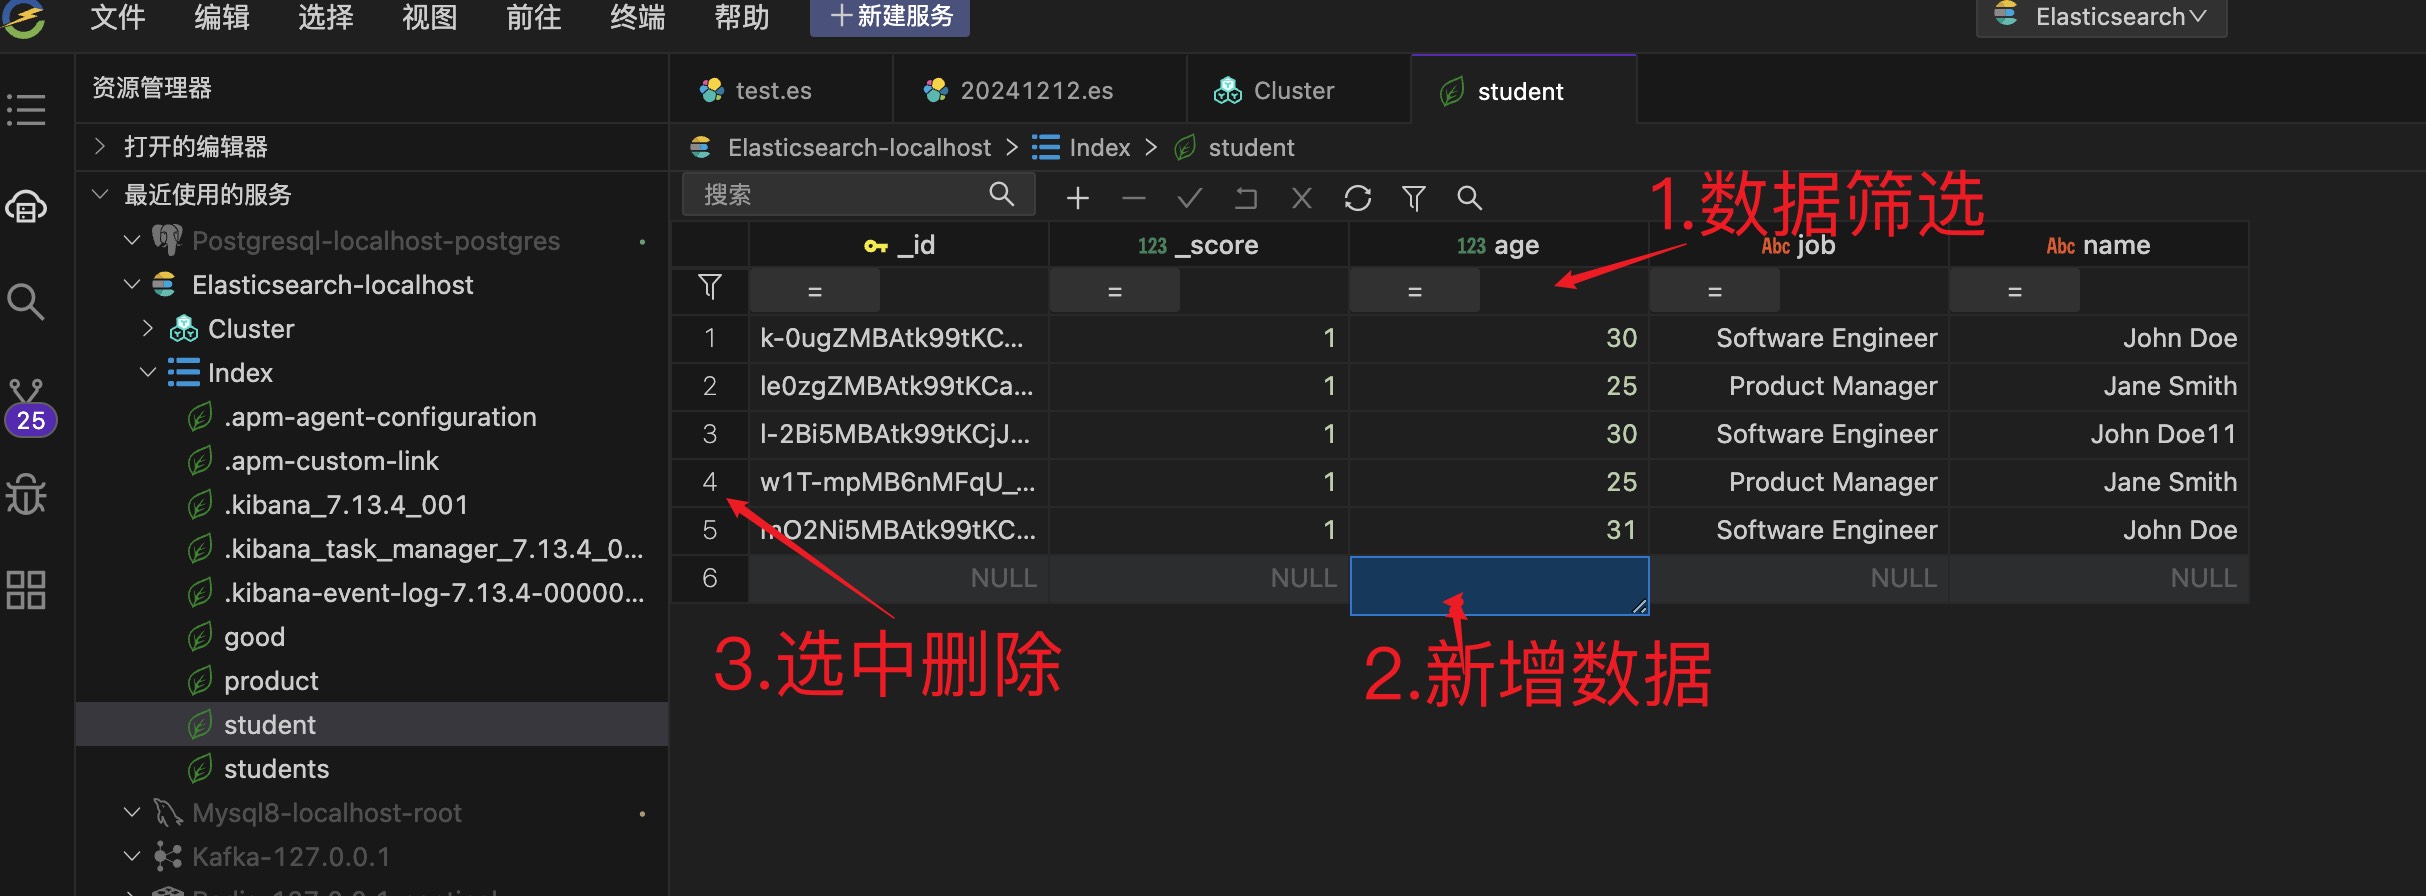 文件 编辑 选择 视图 前往 终端 帮助 新建服务 Elasticsearch
资源管理器
打开的编辑器
最近使用的服务
Postgresql-localhost-postgres
Elasticsearch-localhost
Cluster
Index
.apm-agent-configuration
.apm-custom-link
.kibana_7.13.4_001
.kibana_task_manager_7.13.4_0...
.kibana-event-log-7.13.4-00000...
good
product
student
students
Mysql8-localhost-root
Kafka-127.0.0.1
25
test.es 20241212.es Cluster student
Elasticsearch-localhost > Index > student
搜索
1.数据筛选
_id 123 _score 123 age Abc job Abc name
= = = = =
1 k-0ugZMBAtk99tKC... 1 30 Software Engineer John Doe
2 le0zgZMBAtk99tKCa... 1 25 Product Manager Jane Smith
3 l-2Bi5MBAtk99tKCjJ... 1 30 Software Engineer John Doe11
4 w1T-mpMB6nMFqU_... 1 25 Product Manager Jane Smith
5 mO2Ni5MBAtk99tKC... 1 31 Software Engineer John Doe
6 NULL NULL NULL NULL
3.选中删除
2.新增数据